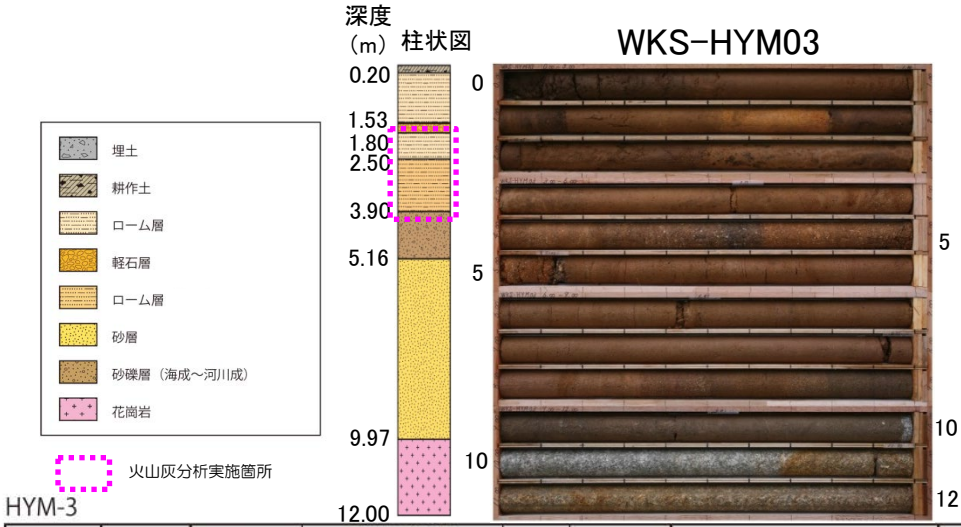 深度
(m)
柱状図
WKS-HYM03
0.20
1.53
1.80
2.50
3.90
5.16
9.97
12.00
0
5
10
5
10
12
埋土
耕作土
ローム層
軽石層
ローム層
砂層
砂礫層（海成～河川成）
花崗岩
火山灰分析実施箇所
HYM-3